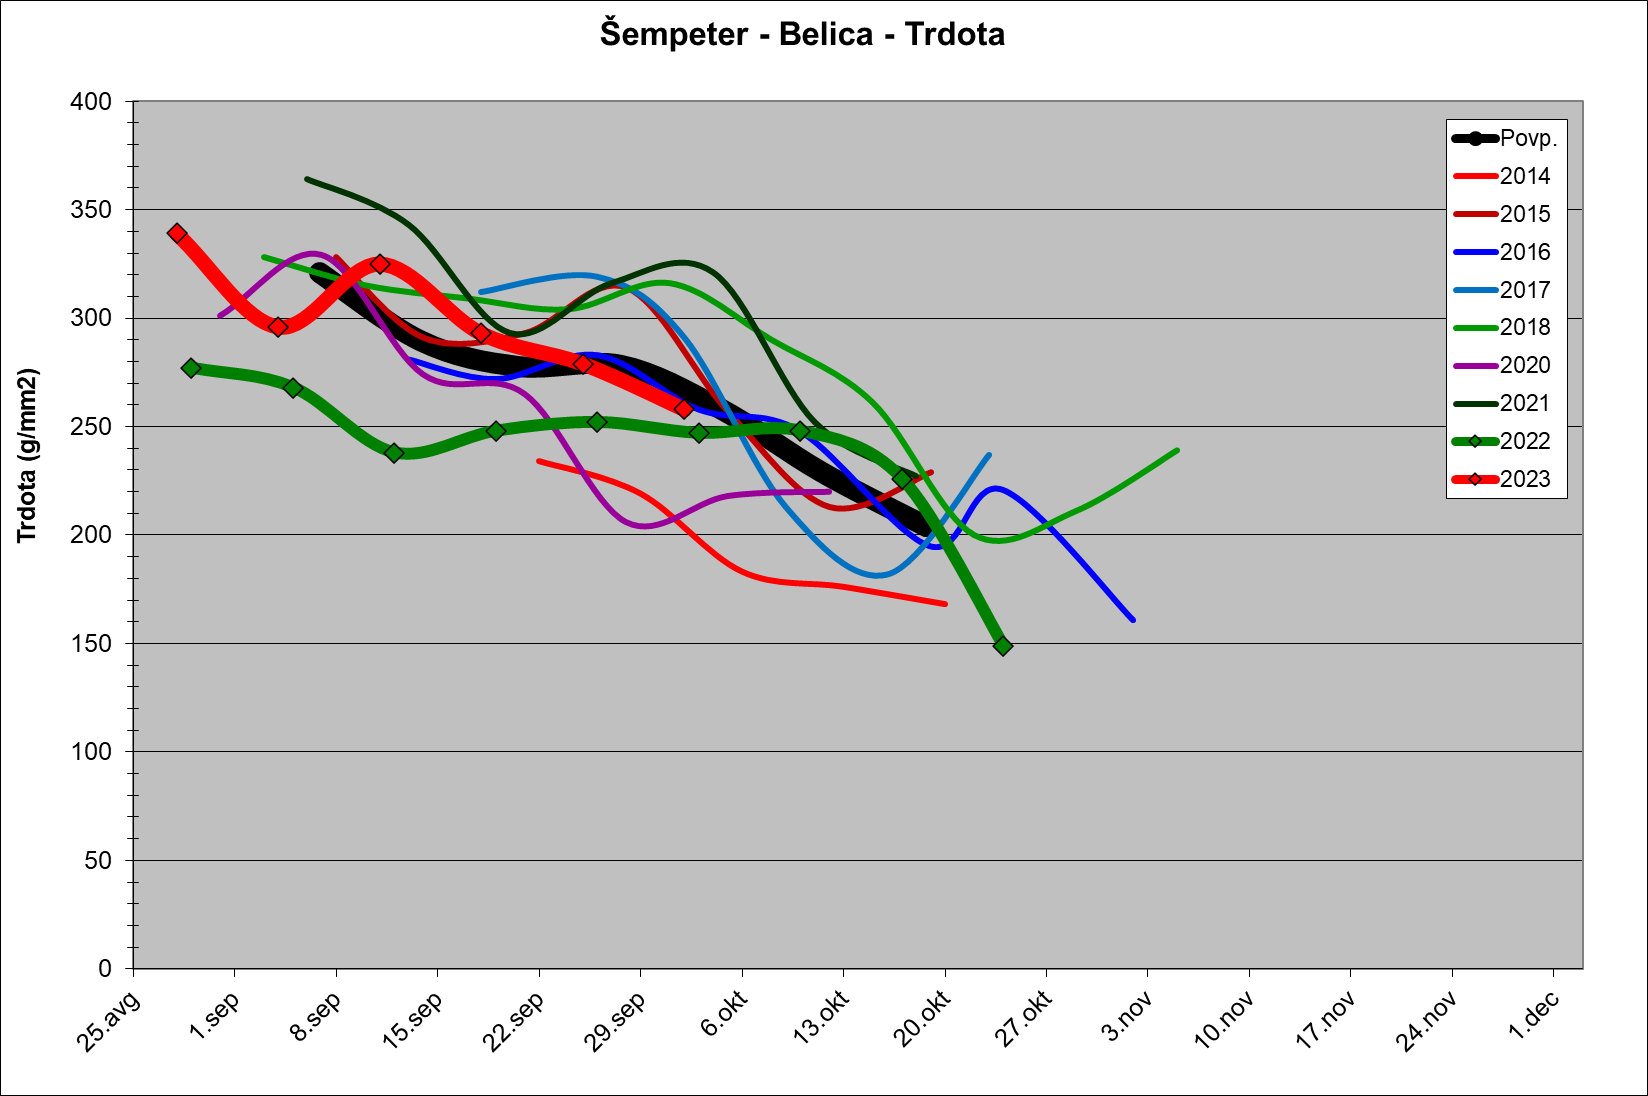 Šempeter - Belica - Trdota
Trdota (g/mm2)
400
350
300
250
200
150
100
50
0
25.avg
1.sep
8.sep
15.sep
22.sep
29.sep
6.okt
13.okt
20.okt
27.okt
3.nov
10.nov
17.nov
24.nov
1.dec
Povp.
2014
2015
2016
2017
2018
2020
2021
2022
2023